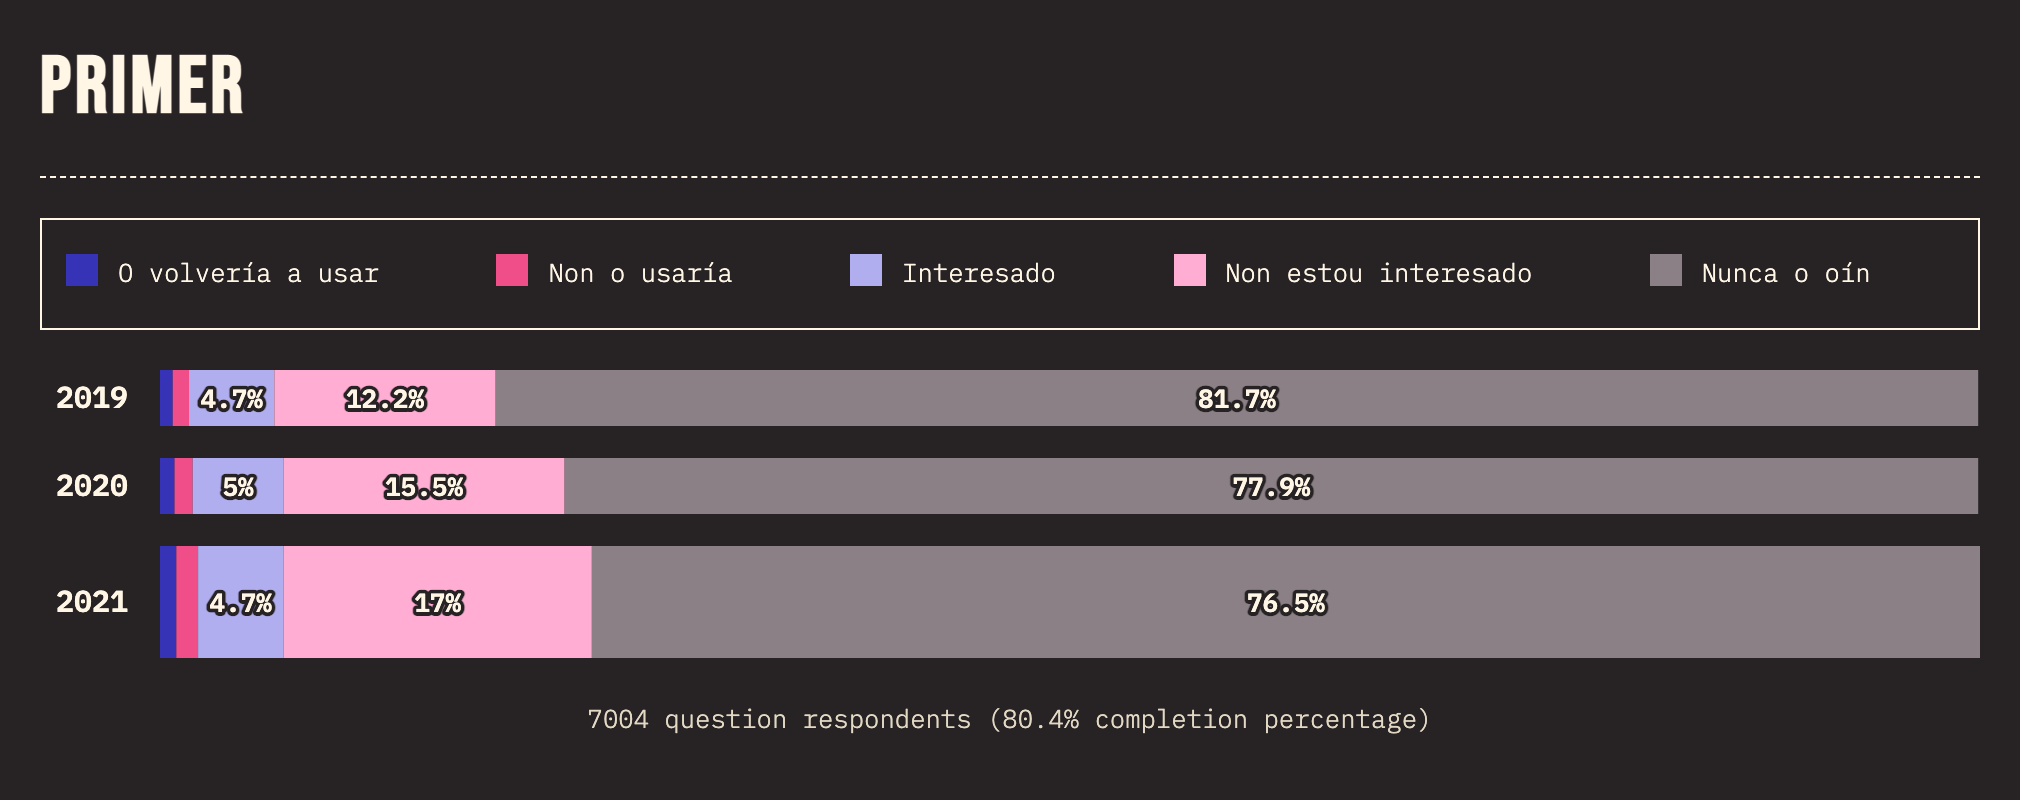 PRIMER
O volvería a usar
Non o usaría
Interesado
Non estou interesado
Nunca o oín
2019 4.7% 12.2% 81.7%
2020 5% 15.5% 77.9%
2021 4.7% 17% 76.5%
7004 question respondents (80.4% completion percentage)